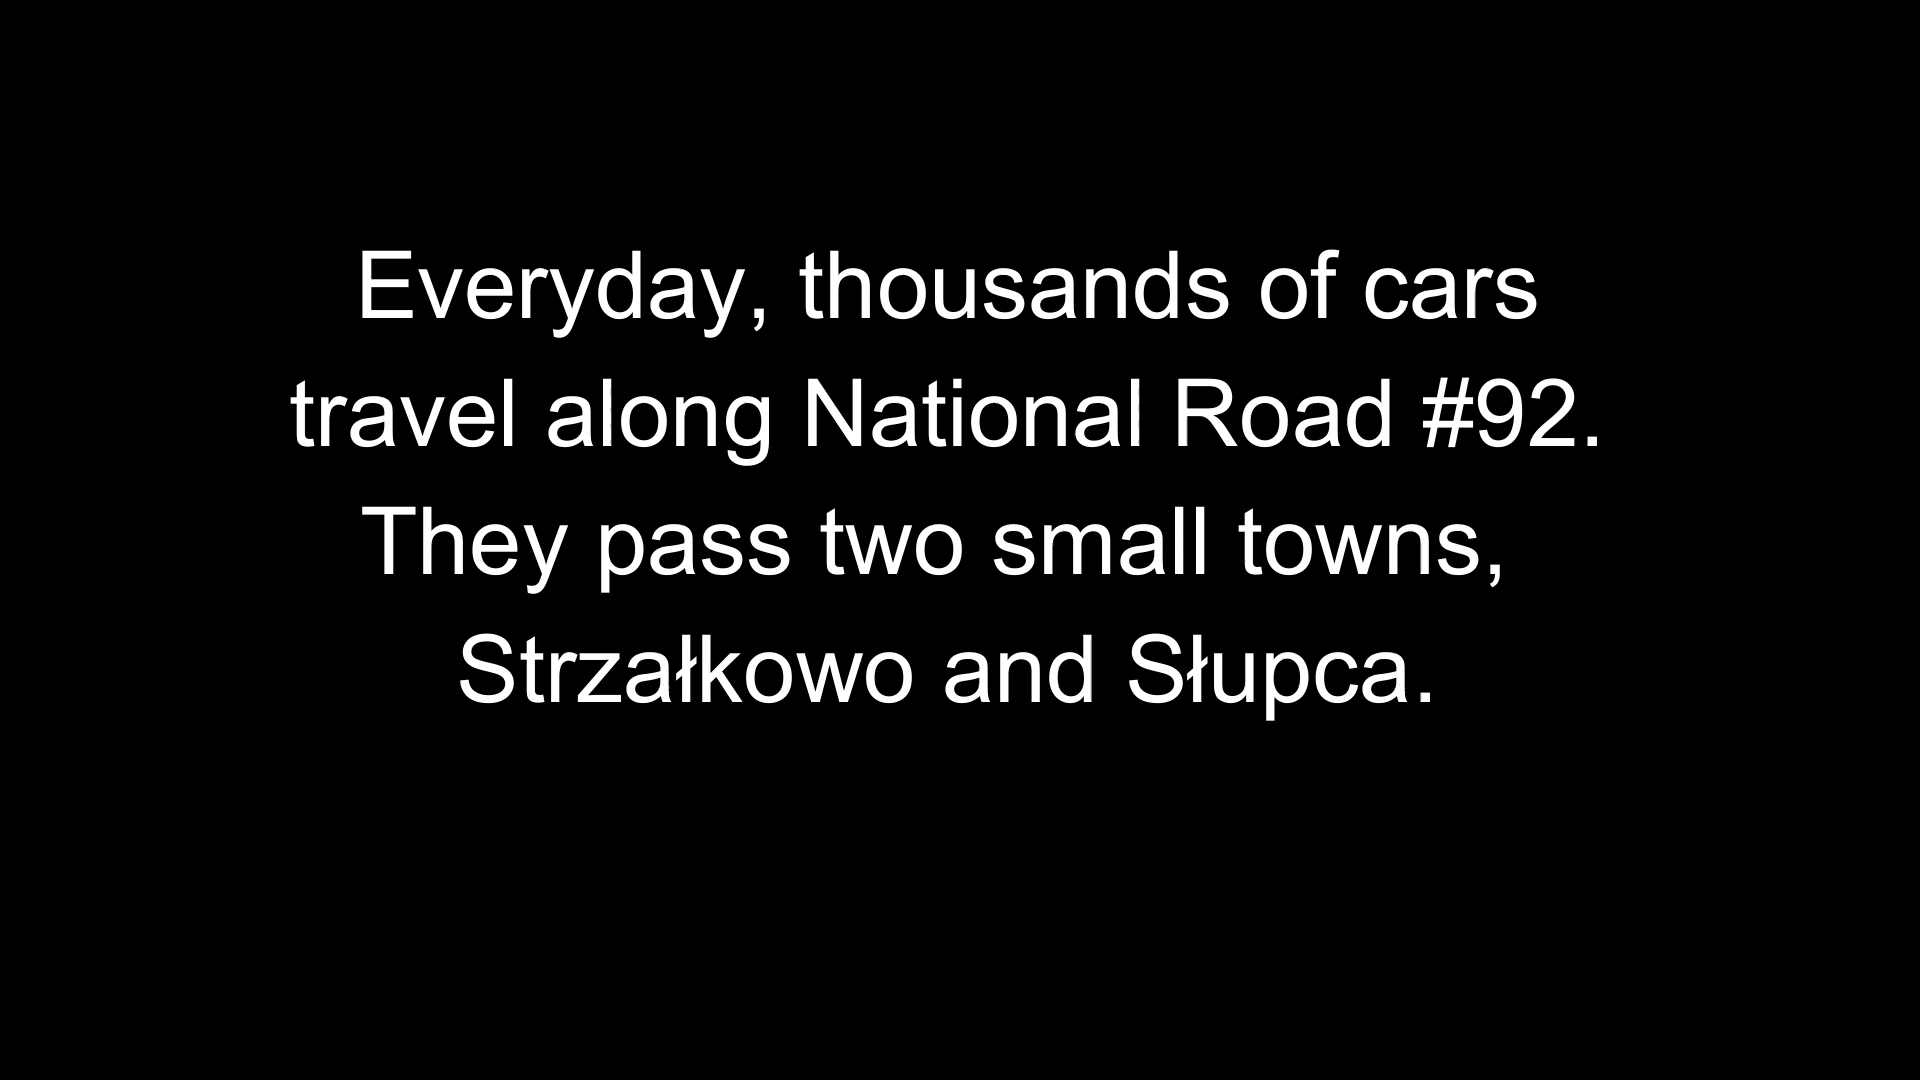 Everyday, thousands of cars
travel along National Road #92.
They pass two small towns,
Strzałkowo and Słupca.